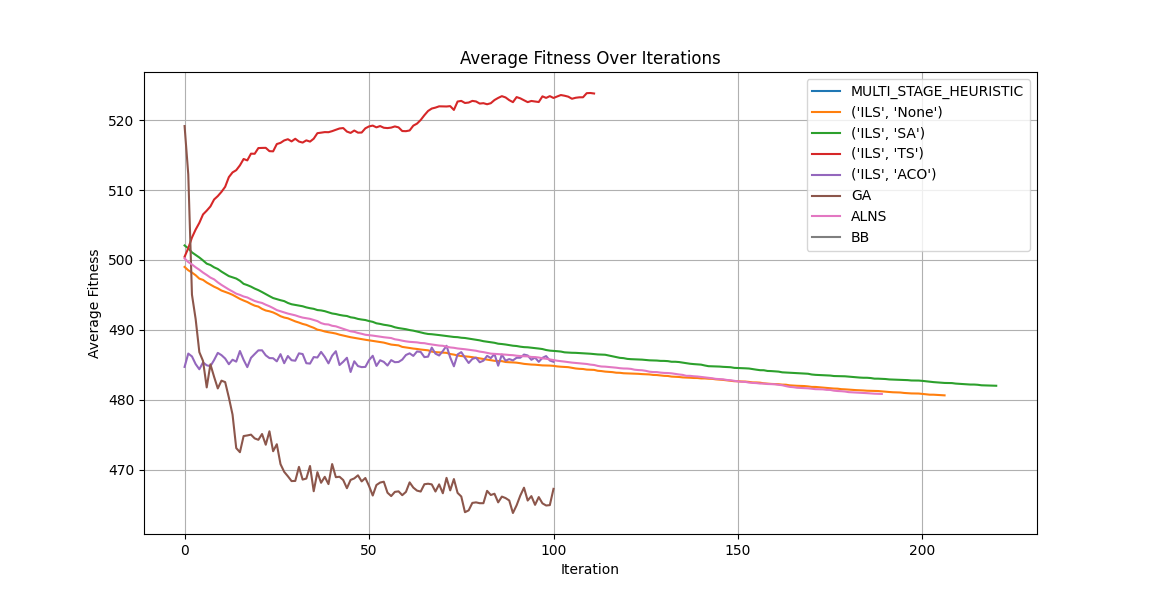 Average Fitness Over Iterations
MULTI_STAGE_HEURISTIC
('ILS', 'None')
('ILS', 'SA')
('ILS', 'TS')
('ILS', 'ACO')
GA
ALNS
BB
Average Fitness
520
510
500
490
480
470
0 50 100 150 200
Iteration